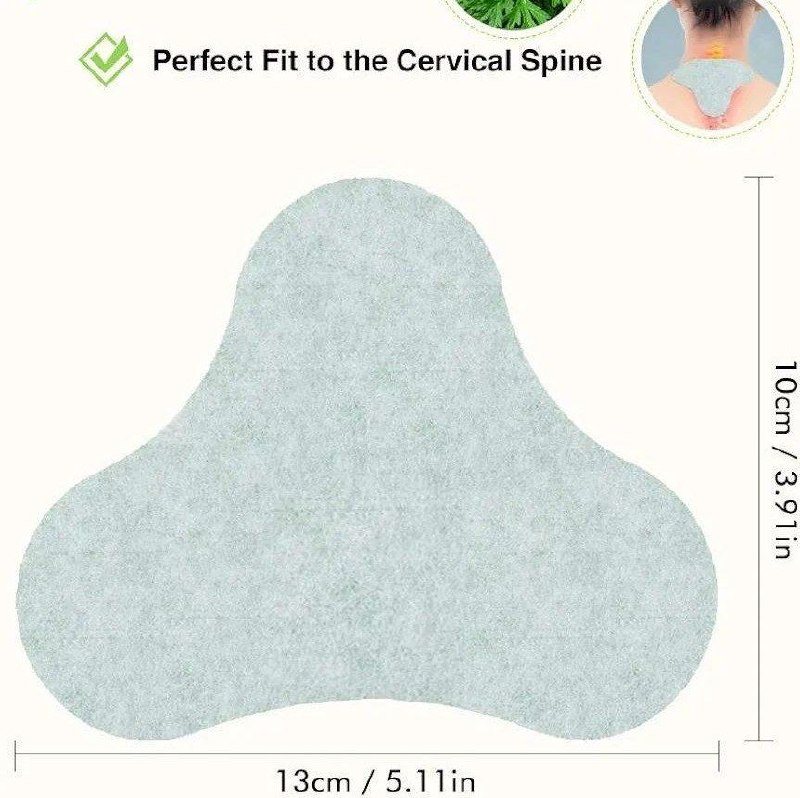 Perfect Fit to the Cervical Spine
10cm / 3.91in
13cm / 5.11in